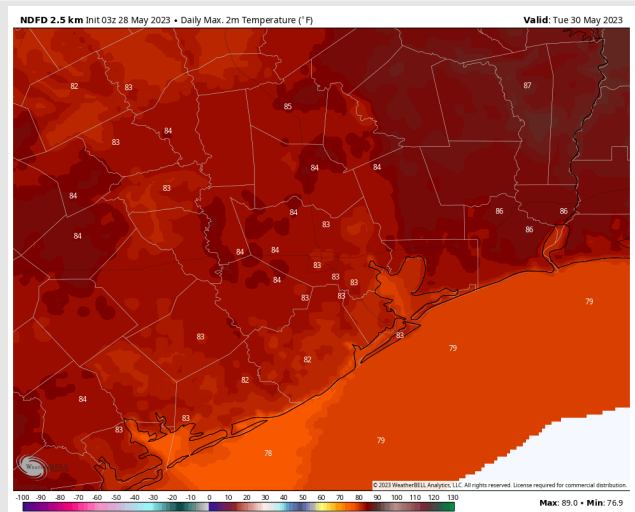 NDFD 2.5 km Init 03z 28 May 2023 • Daily Max. 2m Temperature (°F) Valid: Tue 30 May 2023
82 83 87
85
84
83
84 84
83
84
84 86 86
83 86
84
84 84
83
84 83 83
83 83 79
83 83
79
82
82
84
83
83
79
78
© 2023 WeatherBELL Analytics, LLC. All rights reserved. License required for commercial distribution.
-100 -90 -80 -70 -60 -50 -40 -30 -20 -10 0 10 20 30 40 50 60 70 80 90 100 110 120 130
Max: 89.0 • Min: 76.9